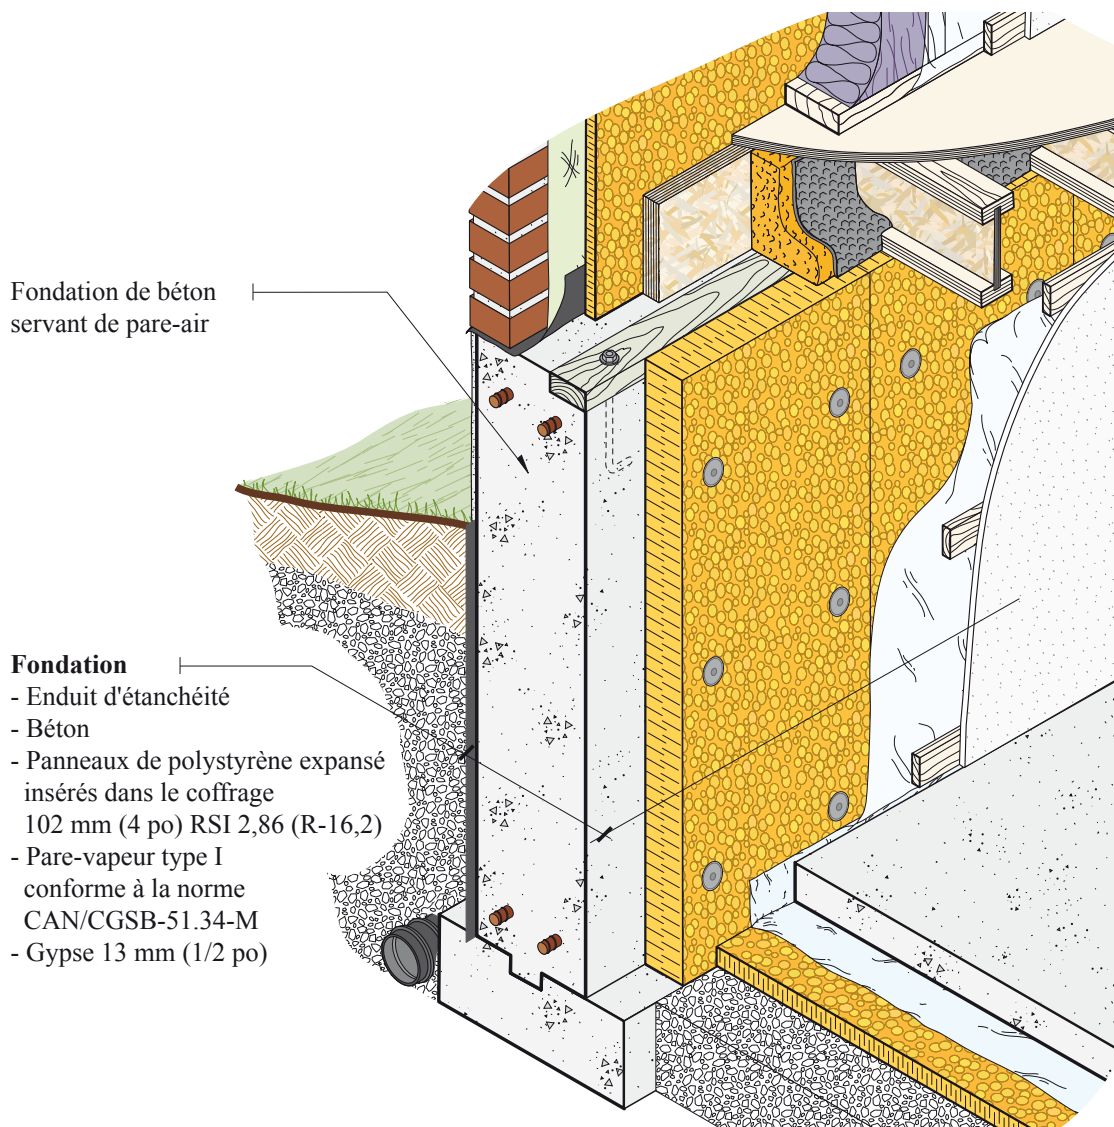 Fondation de béton
servant de pare-air
Fondation
- Enduit d'étanchéité
- Béton
- Panneaux de polystyrène expansé
insérés dans le coffrage
102 mm (4 po) RSI 2,86 (R-16,2)
- Pare-vapeur type I
conforme à la norme
CAN/CGSB-51.34-M
- Gypse 13 mm (1/2 po)